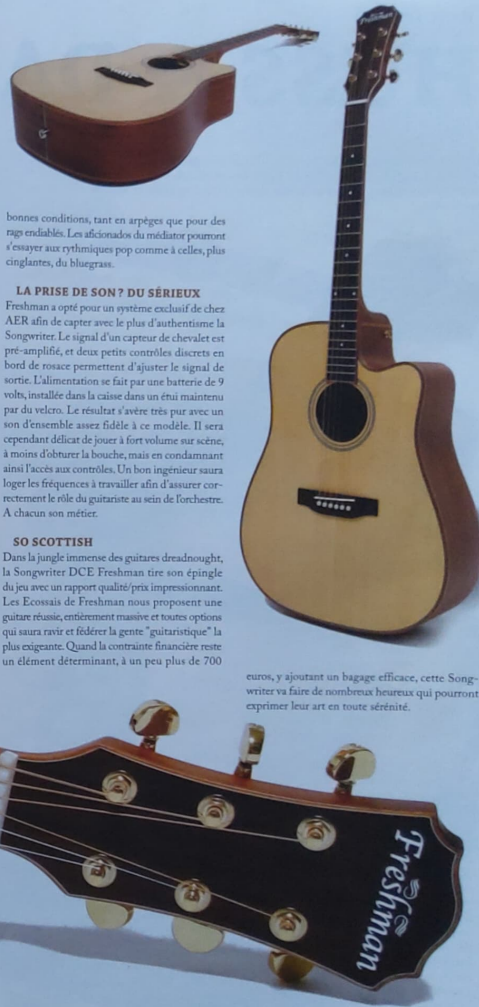 Freshman
bonnes conditions, tant en arpèges que pour des
rags endiablés. Les aficionados du médiator pourront
s'essayer aux rythmiques pop comme à celles, plus
cinglantes, du bluegrass.
LA PRISE DE SON ? DU SÉRIEUX
Freshman a opté pour un système exclusif de chez
AER afin de capter avec le plus d'authentisme la
Songwriter. Le signal d'un capteur de chevalet est
pré-amplifié, et deux petits contrôles discrets en
bord de rosace permettent d'ajuster le signal de
sortie. L'alimentation se fait par une batterie de 9
volts, installée dans la caisse dans un étui maintenu
par du velcro. Le résultat s'avère très pur avec un
son d'ensemble assez fidèle à ce modèle. Il sera
cependant délicat de jouer à fort volume sur scène,
à moins d'obturer la bouche, mais en condamnant
ainsi l'accès aux contrôles. Un bon ingénieur saura
loger les fréquences à travailler afin d'assurer cor-
rectement le rôle du guitariste au sein de l'orchestre.
A chacun son métier.
SO SCOTTISH
Dans la jungle immense des guitares dreadnought,
la Songwriter DCE Freshman tire son épingle
du jeu avec un rapport qualité/prix impressionnant.
Les Ecossais de Freshman nous proposent une
guitare réussie, entièrement massive et toutes options
qui saura ravir et fédérer la gente "guitaristique" la
plus exigeante. Quand la contrainte financière reste
un élément déterminant, à un peu plus de 700
euros, y ajoutant un bagage efficace, cette Song-
writer va faire de nombreux heureux qui pourront
exprimer leur art en toute sérénité.
Freshman